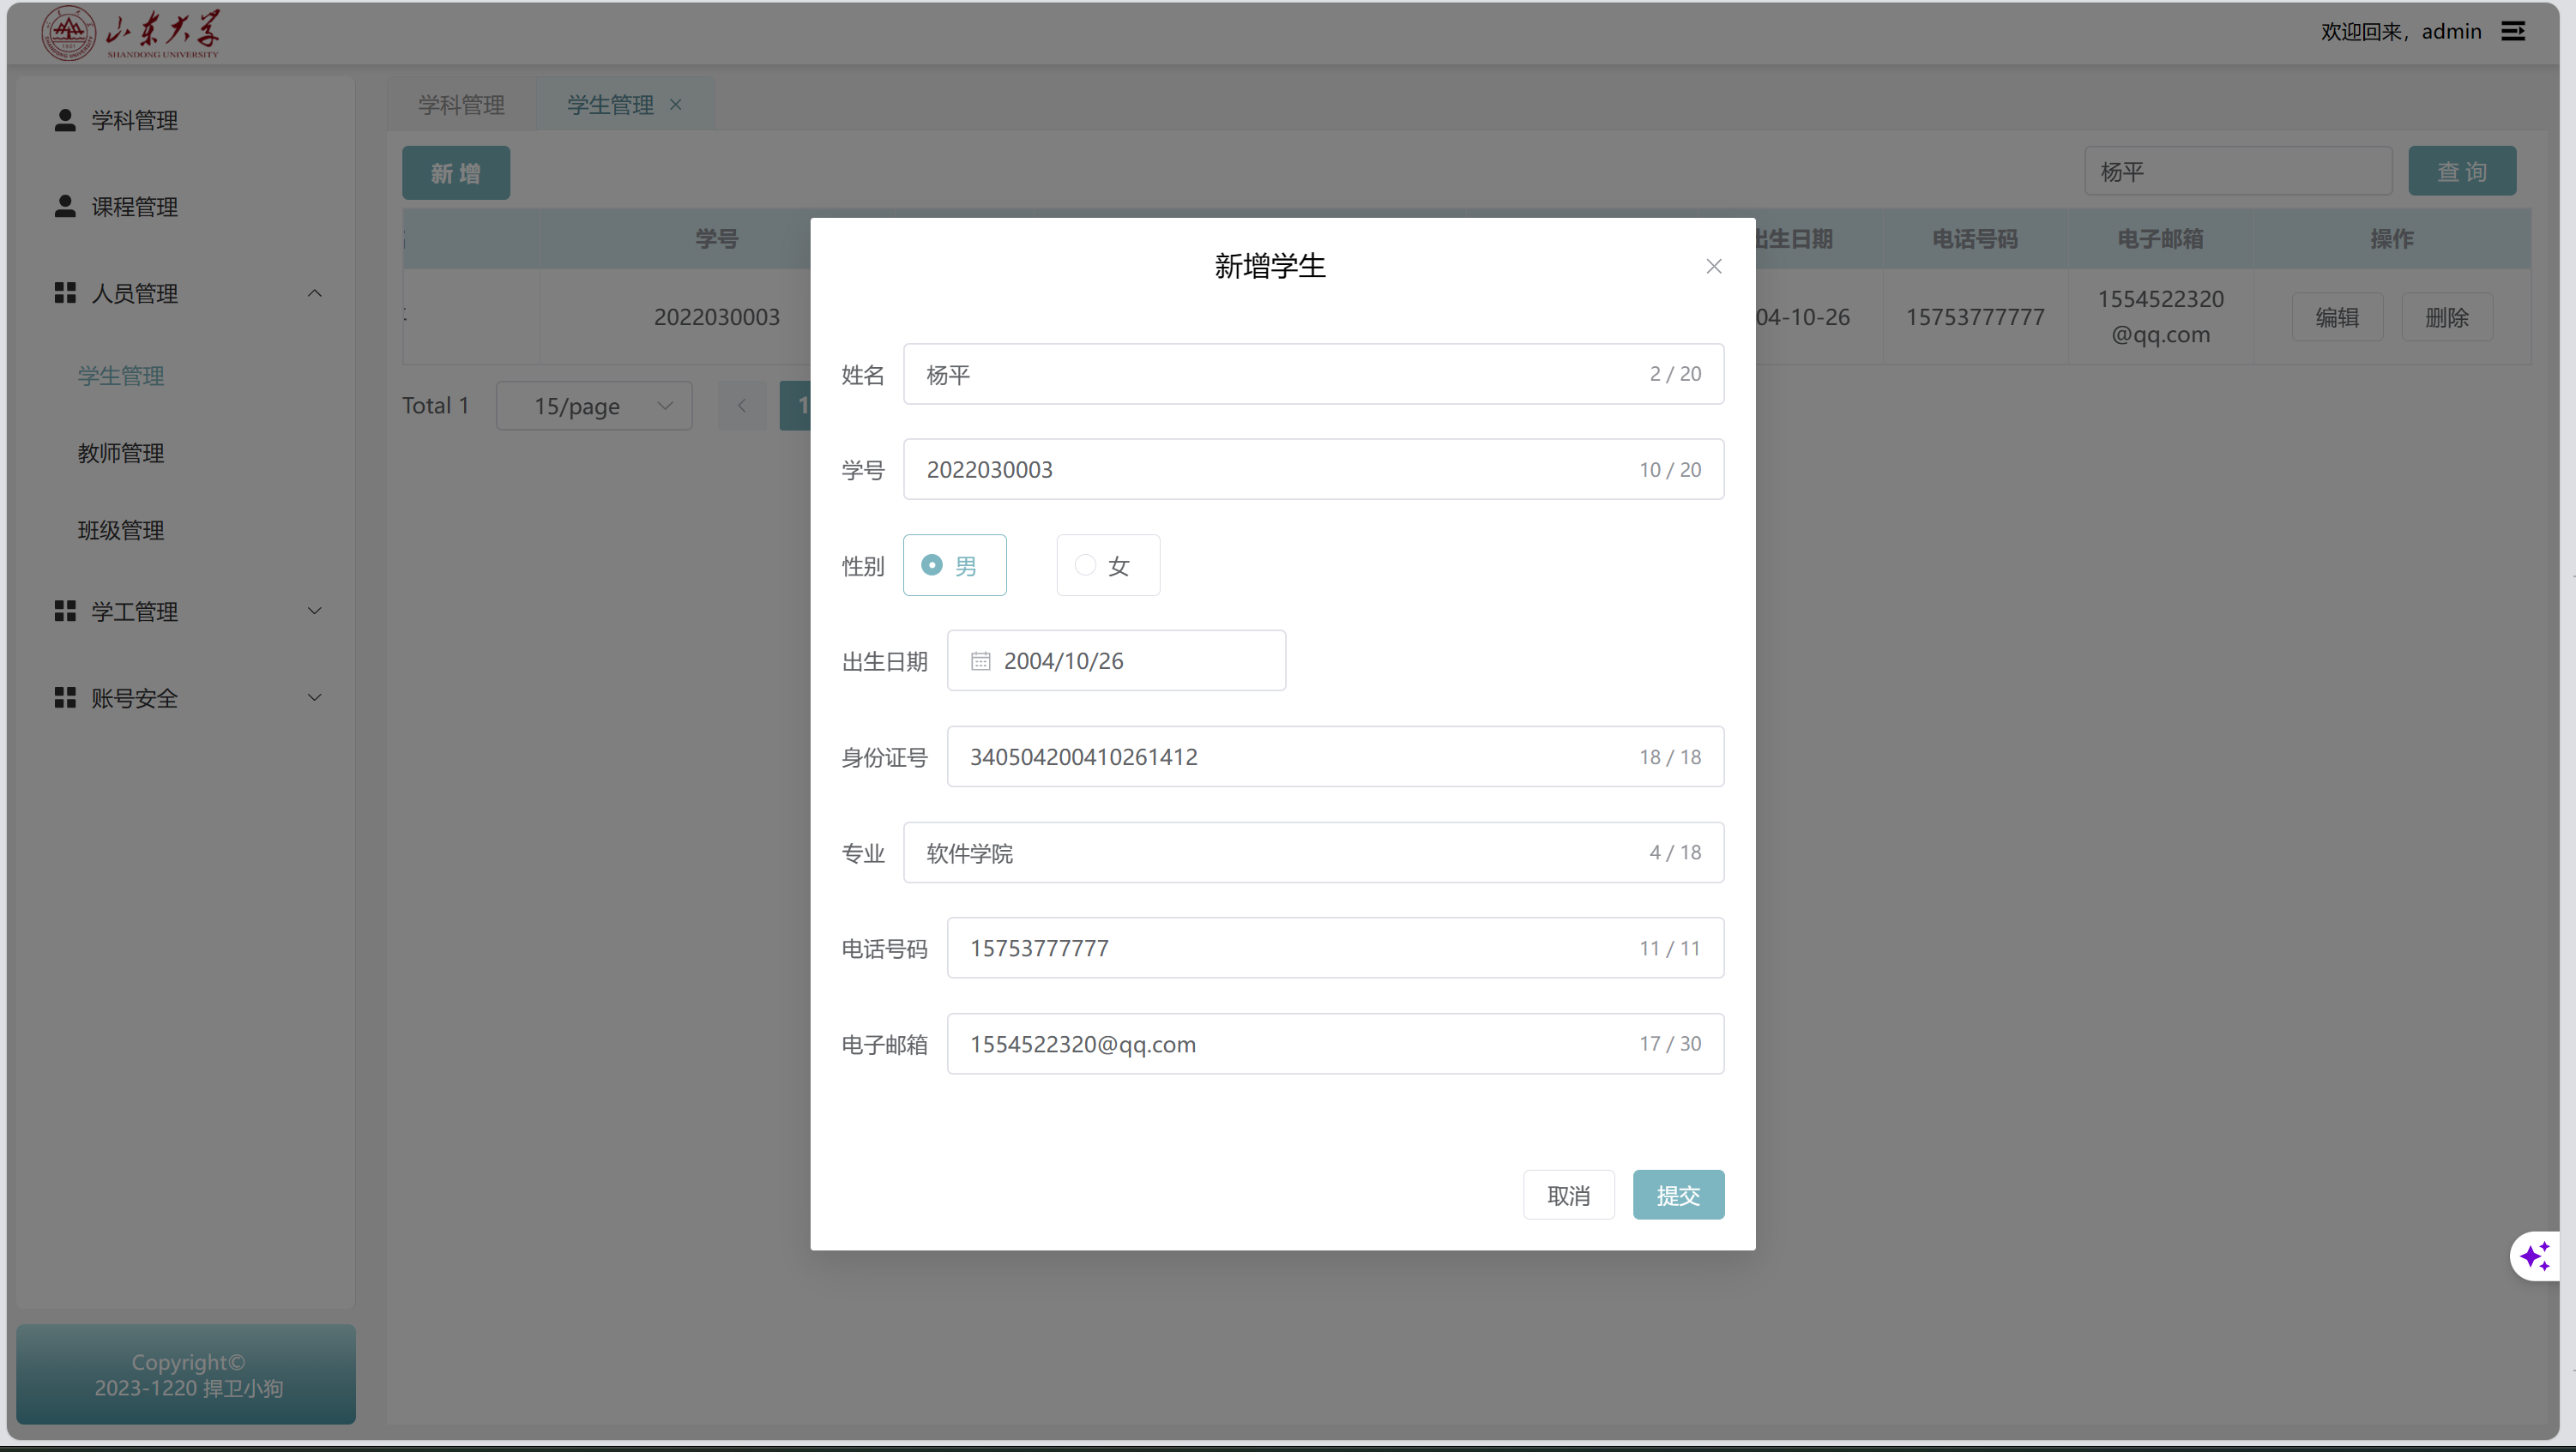 山东大学
SHANDONG UNIVERSITY
欢迎回来，admin
学科管理
课程管理
人员管理
学生管理
教师管理
班级管理
学工管理
账号安全
Copyright©
2023-1220 捍卫小狗
学科管理 学生管理
新 增
杨平 查 询
学号 出生日期 电话号码 电子邮箱 操作
2022030003 04-10-26 15753777777 1554522320
@qq.com
编辑 删除
Total 1 15/page 1
新增学生
姓名 杨平 2 / 20
学号 2022030003 10 / 20
性别 男 女
出生日期 2004/10/26
身份证号 340504200410261412 18 / 18
专业 软件学院 4 / 18
电话号码 15753777777 11 / 11
电子邮箱 1554522320@qq.com 17 / 30
取消 提交